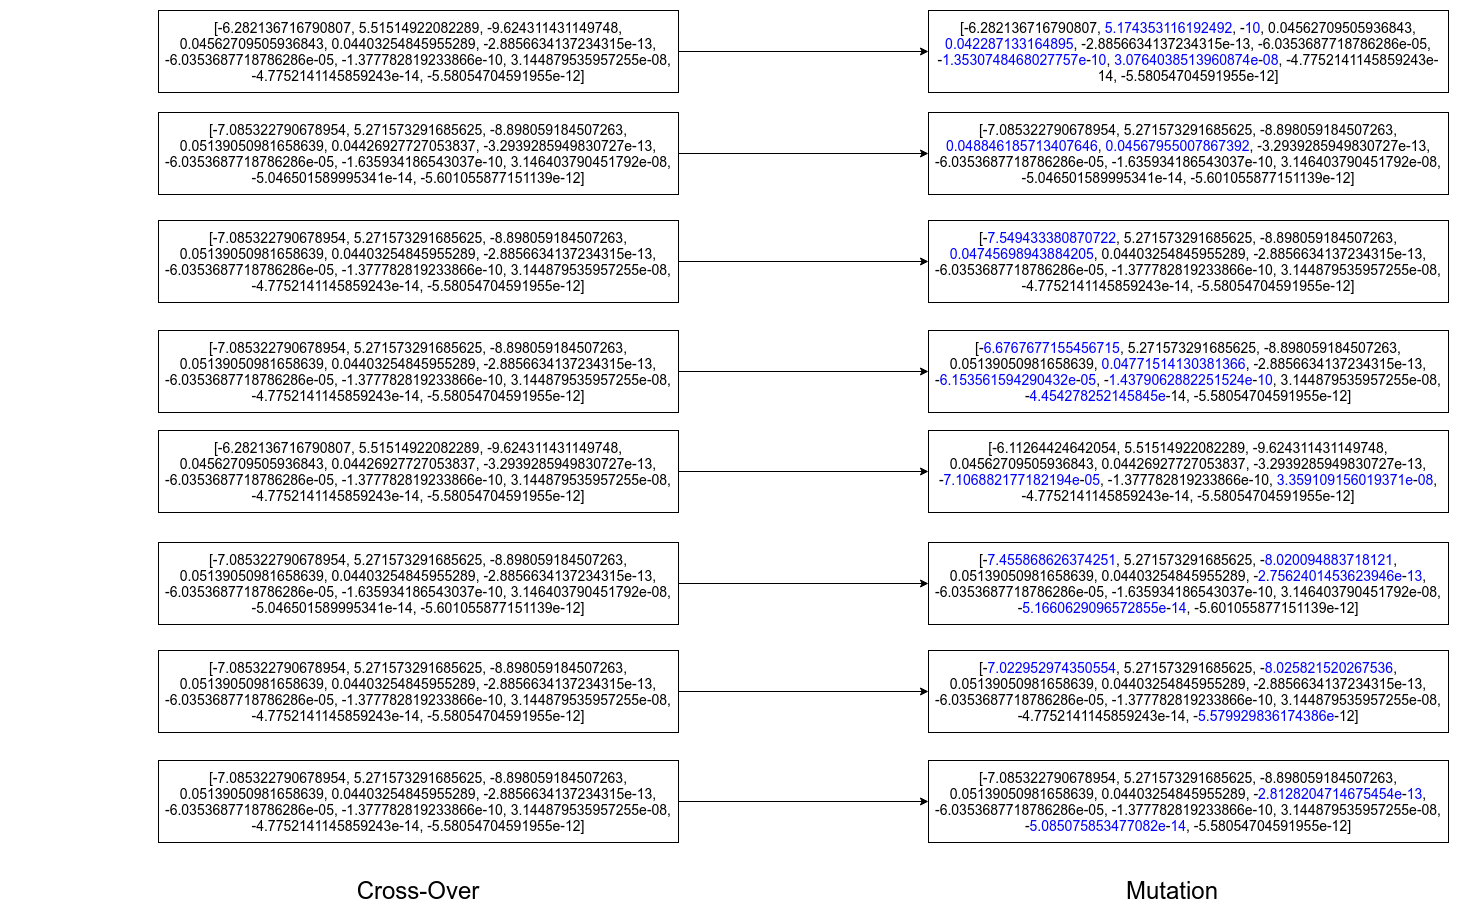 [-6.282136716790807, 5.51514922082289, -9.624311431149748,
0.04562709505936843, 0.04403254845955289, -2.8856634137234315e-13,
-6.0353687718786286e-05, -1.377782819233866e-10, 3.144879535957255e-08,
-4.7752141145859243e-14, -5.58054704591955e-12]
[-6.282136716790807, 5.174353116192492, -10, 0.04562709505936843,
0.042287133164895, -2.8856634137234315e-13, -6.0353687718786286e-05,
-1.3530748468027757e-10, 3.0764038513960874e-08, -4.7752141145859243e-
14, -5.58054704591955e-12]
[-7.085322790678954, 5.271573291685625, -8.898059184507263,
0.05139050981658639, 0.04426927727053837, -3.2939285949830727e-13,
-6.0353687718786286e-05, -1.635934186543037e-10, 3.146403790451792e-08,
-5.046501589995341e-14, -5.601055877151139e-12]
[-7.085322790678954, 5.271573291685625, -8.898059184507263,
0.048846185713407646, 0.04567955007867392, -3.2939285949830727e-13,
-6.0353687718786286e-05, -1.635934186543037e-10, 3.146403790451792e-08,
-5.046501589995341e-14, -5.601055877151139e-12]
[-7.085322790678954, 5.271573291685625, -8.898059184507263,
0.05139050981658639, 0.04403254845955289, -2.8856634137234315e-13,
-6.0353687718786286e-05, -1.377782819233866e-10, 3.144879535957255e-08,
-4.7752141145859243e-14, -5.58054704591955e-12]
[-7.549433380870722, 5.271573291685625, -8.898059184507263,
0.04745698943884205, 0.04403254845955289, -2.8856634137234315e-13,
-6.0353687718786286e-05, -1.377782819233866e-10, 3.144879535957255e-08,
-4.7752141145859243e-14, -5.58054704591955e-12]
[-7.085322790678954, 5.271573291685625, -8.898059184507263,
0.05139050981658639, 0.04403254845955289, -2.8856634137234315e-13,
-6.0353687718786286e-05, -1.377782819233866e-10, 3.144879535957255e-08,
-4.7752141145859243e-14, -5.58054704591955e-12]
[-6.6767677155456715, 5.271573291685625, -8.898059184507263,
0.05139050981658639, 0.04771514130381366, -2.8856634137234315e-13,
-6.153561594290432e-05, -1.4379062882251524e-10, 3.144879535957255e-08,
-4.454278252145845e-14, -5.58054704591955e-12]
[-6.282136716790807, 5.51514922082289, -9.624311431149748,
0.04562709505936843, 0.04426927727053837, -3.2939285949830727e-13,
-6.0353687718786286e-05, -1.377782819233866e-10, 3.144879535957255e-08,
-4.7752141145859243e-14, -5.58054704591955e-12]
[-6.11264424642054, 5.51514922082289, -9.624311431149748,
0.04562709505936843, 0.04426927727053837, -3.2939285949830727e-13,
-7.106882177182194e-05, -1.377782819233866e-10, 3.359109156019371e-08,
-4.7752141145859243e-14, -5.58054704591955e-12]
[-7.085322790678954, 5.271573291685625, -8.898059184507263,
0.05139050981658639, 0.04403254845955289, -2.8856634137234315e-13,
-6.0353687718786286e-05, -1.635934186543037e-10, 3.146403790451792e-08,
-5.046501589995341e-14, -5.601055877151139e-12]
[-7.455868626374251, 5.271573291685625, -8.020094883718121,
0.05139050981658639, 0.04403254845955289, -2.7562401453623946e-13,
-6.0353687718786286e-05, -1.635934186543037e-10, 3.146403790451792e-08,
-5.1660629096572855e-14, -5.601055877151139e-12]
[-7.085322790678954, 5.271573291685625, -8.898059184507263,
0.05139050981658639, 0.04403254845955289, -2.8856634137234315e-13,
-6.0353687718786286e-05, -1.377782819233866e-10, 3.144879535957255e-08,
-4.7752141145859243e-14, -5.58054704591955e-12]
[-7.022952974350554, 5.271573291685625, -8.025821520267536,
0.05139050981658639, 0.04403254845955289, -2.8856634137234315e-13,
-6.0353687718786286e-05, -1.377782819233866e-10, 3.144879535957255e-08,
-4.7752141145859243e-14, -5.579929836174386e-12]
[-7.085322790678954, 5.271573291685625, -8.898059184507263,
0.05139050981658639, 0.04403254845955289, -2.8856634137234315e-13,
-6.0353687718786286e-05, -1.377782819233866e-10, 3.144879535957255e-08,
-4.7752141145859243e-14, -5.58054704591955e-12]
[-7.085322790678954, 5.271573291685625, -8.898059184507263,
0.05139050981658639, 0.04403254845955289, -2.8128204714675454e-13,
-6.0353687718786286e-05, -1.377782819233866e-10, 3.144879535957255e-08,
-5.085075853477082e-14, -5.58054704591955e-12]
Cross-Over
Mutation